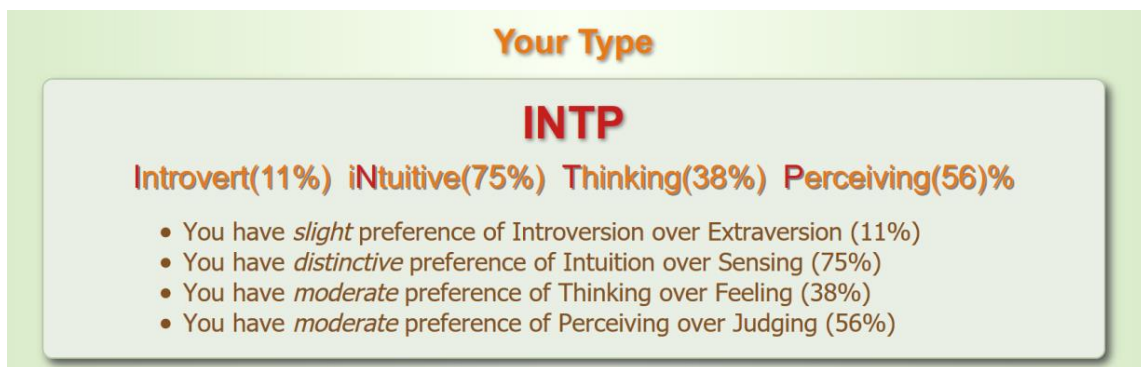 Your Type
INTP
Introvert(11%) iNtuitive(75%) Thinking(38%) Perceiving(56)%
• You have slight preference of Introversion over Extraversion (11%)
• You have distinctive preference of Intuition over Sensing (75%)
• You have moderate preference of Thinking over Feeling (38%)
• You have moderate preference of Perceiving over Judging (56%)